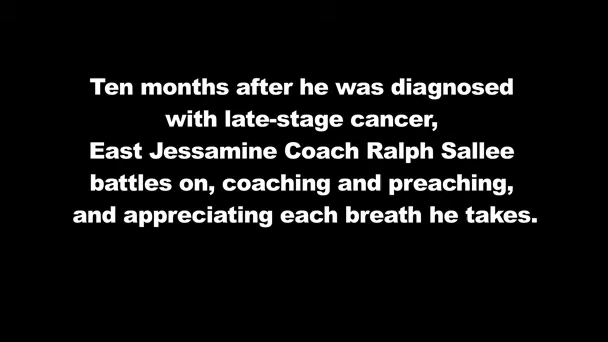 Ten months after he was diagnosed
with late-stage cancer,
East Jessamine Coach Ralph Sallee
battles on, coaching and preaching,
and appreciating each breath he takes.